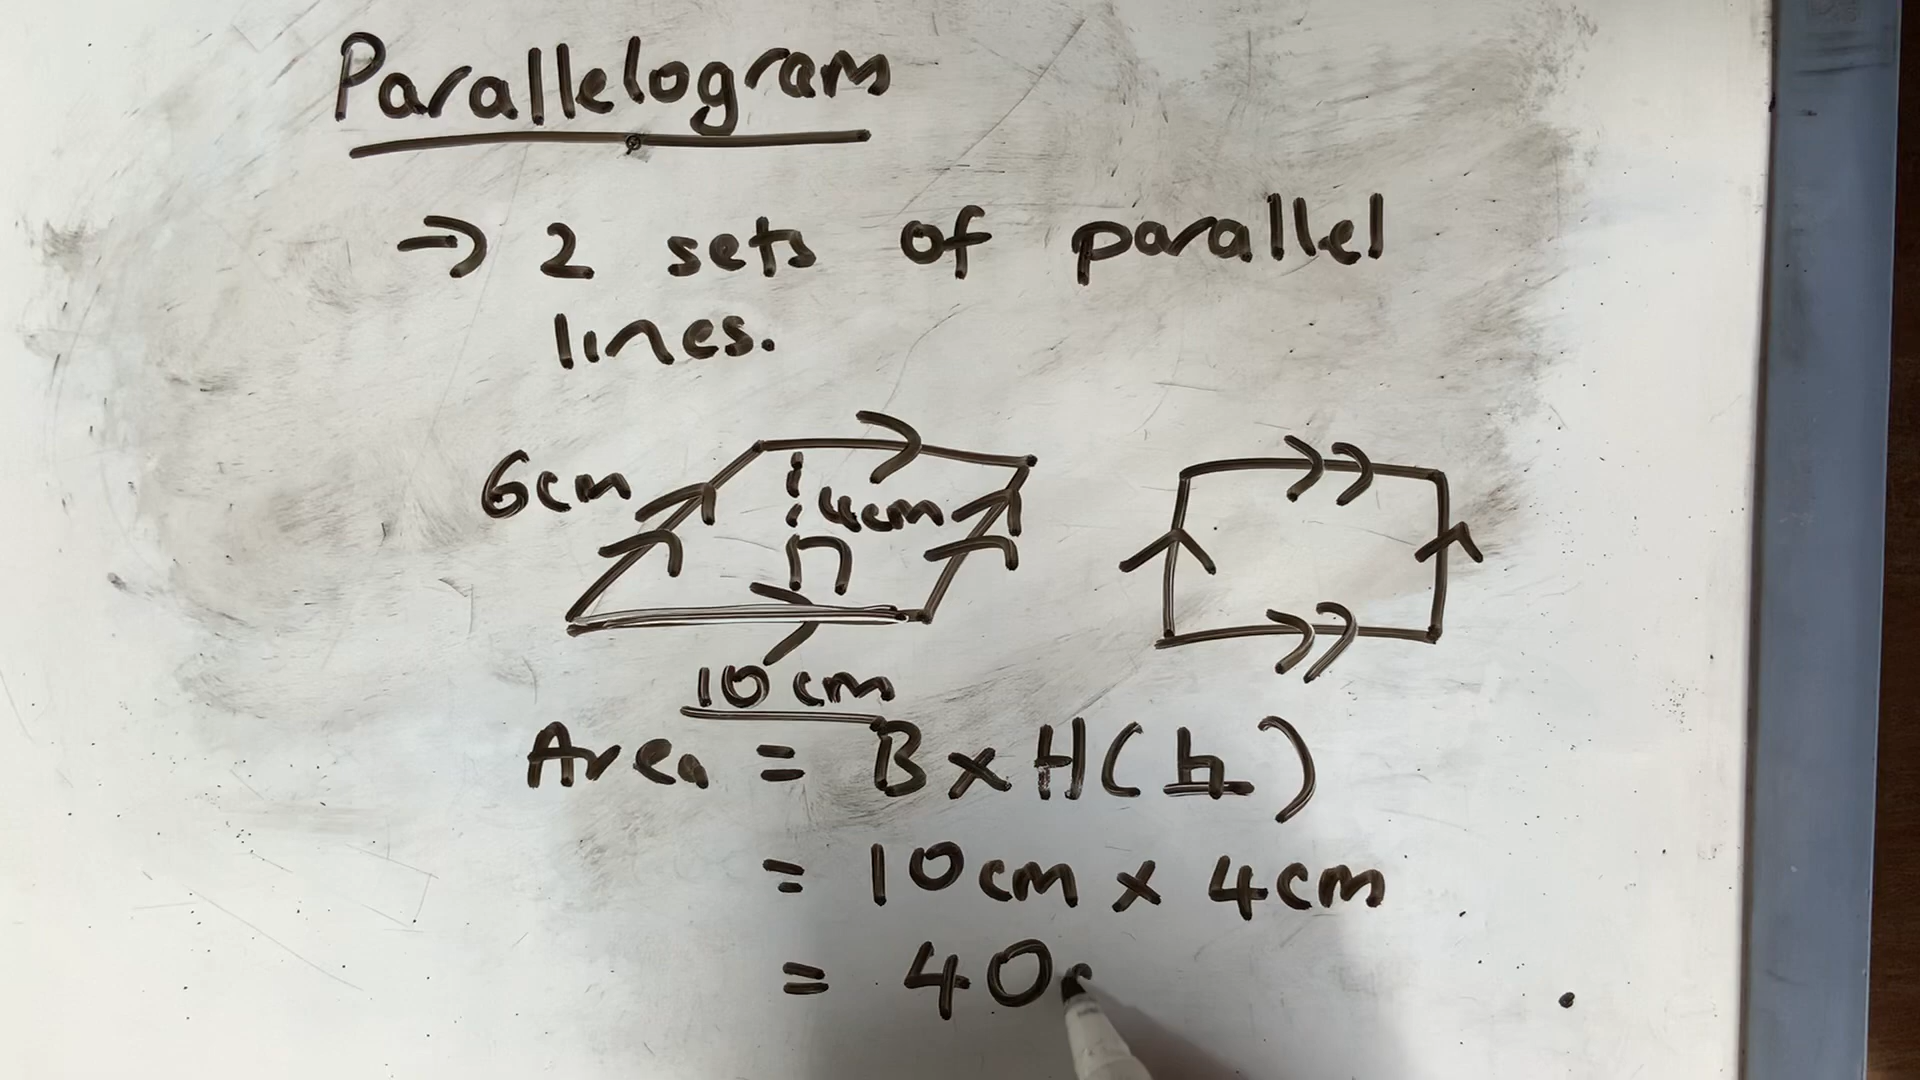 Parallelogram
→ 2 sets of parallel
lines.
6cm
4cm
10 cm
Area = B × H (h)
= 10cm × 4cm
= 40